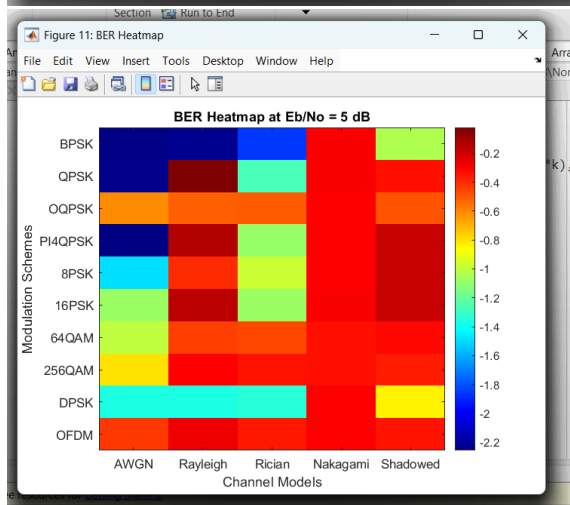 Section Run to End
Figure 11: BER Heatmap
File Edit View Insert Tools Desktop Window Help
BER Heatmap at Eb/No = 5 dB
Modulation Schemes
BPSK
QPSK
OQPSK
PI4QPSK
8PSK
16PSK
64QAM
256QAM
DPSK
OFDM
AWGN Rayleigh Rician Nakagami Shadowed
Channel Models
-0.2
-0.4
-0.6
-0.8
-1
-1.2
-1.4
-1.6
-1.8
-2
-2.2
*k),